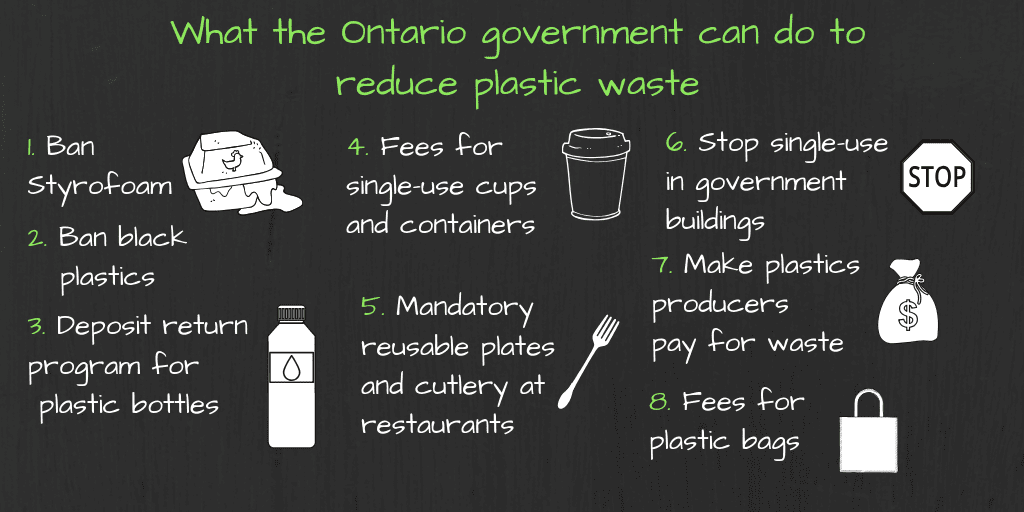 What the Ontario government can do to
reduce plastic waste
1. Ban
Styrofoam
2. Ban black
plastics
3. Deposit return
program for
plastic bottles
4. Fees for
single-use cups
and containers
5. Mandatory
reusable plates
and cutlery at
restaurants
6. Stop single-use
in government
buildings
STOP
7. Make plastics
producers
pay for waste
$
8. Fees for
plastic bags